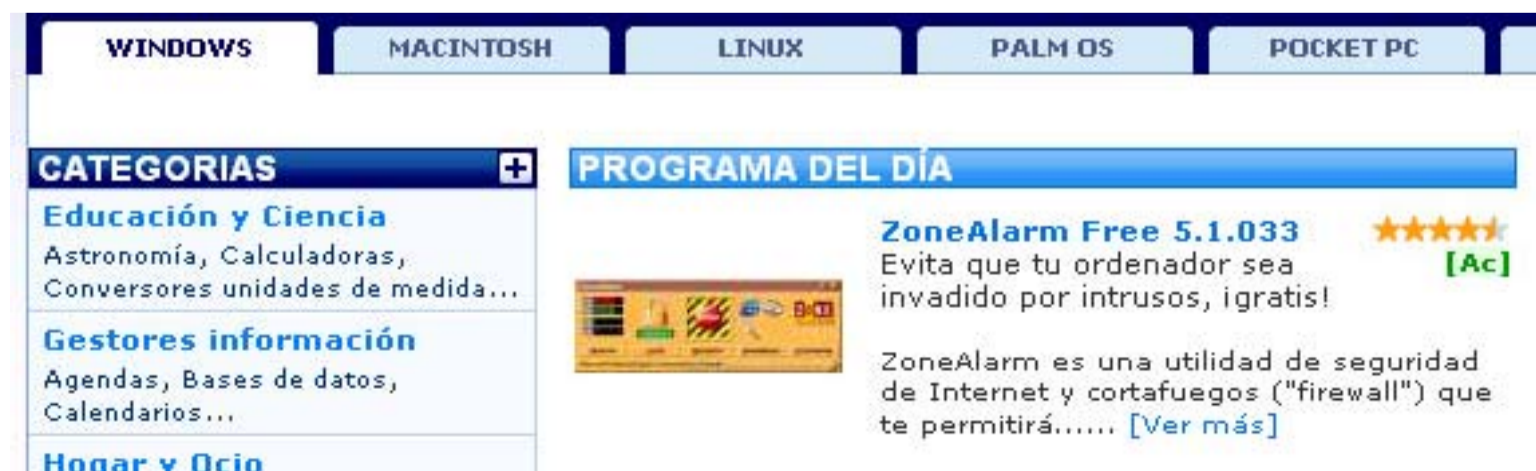 WINDOWS
MACINTOSH
LINUX
PALM OS
POCKET PC
CATEGORIAS
Educación y Ciencia
Astronomía, Calculadoras,
Conversores unidades de medida...
Gestores información
Agendas, Bases de datos,
Calendarios...
Hogar y Ocio
PROGRAMA DEL DÍA
ZoneAlarm Free 5.1.033
[Ac]
Evita que tu ordenador sea
invadido por intrusos, ¡gratis!
ZoneAlarm es una utilidad de seguridad
de Internet y cortafuegos ("firewall") que
te permitirá...... [Ver más]